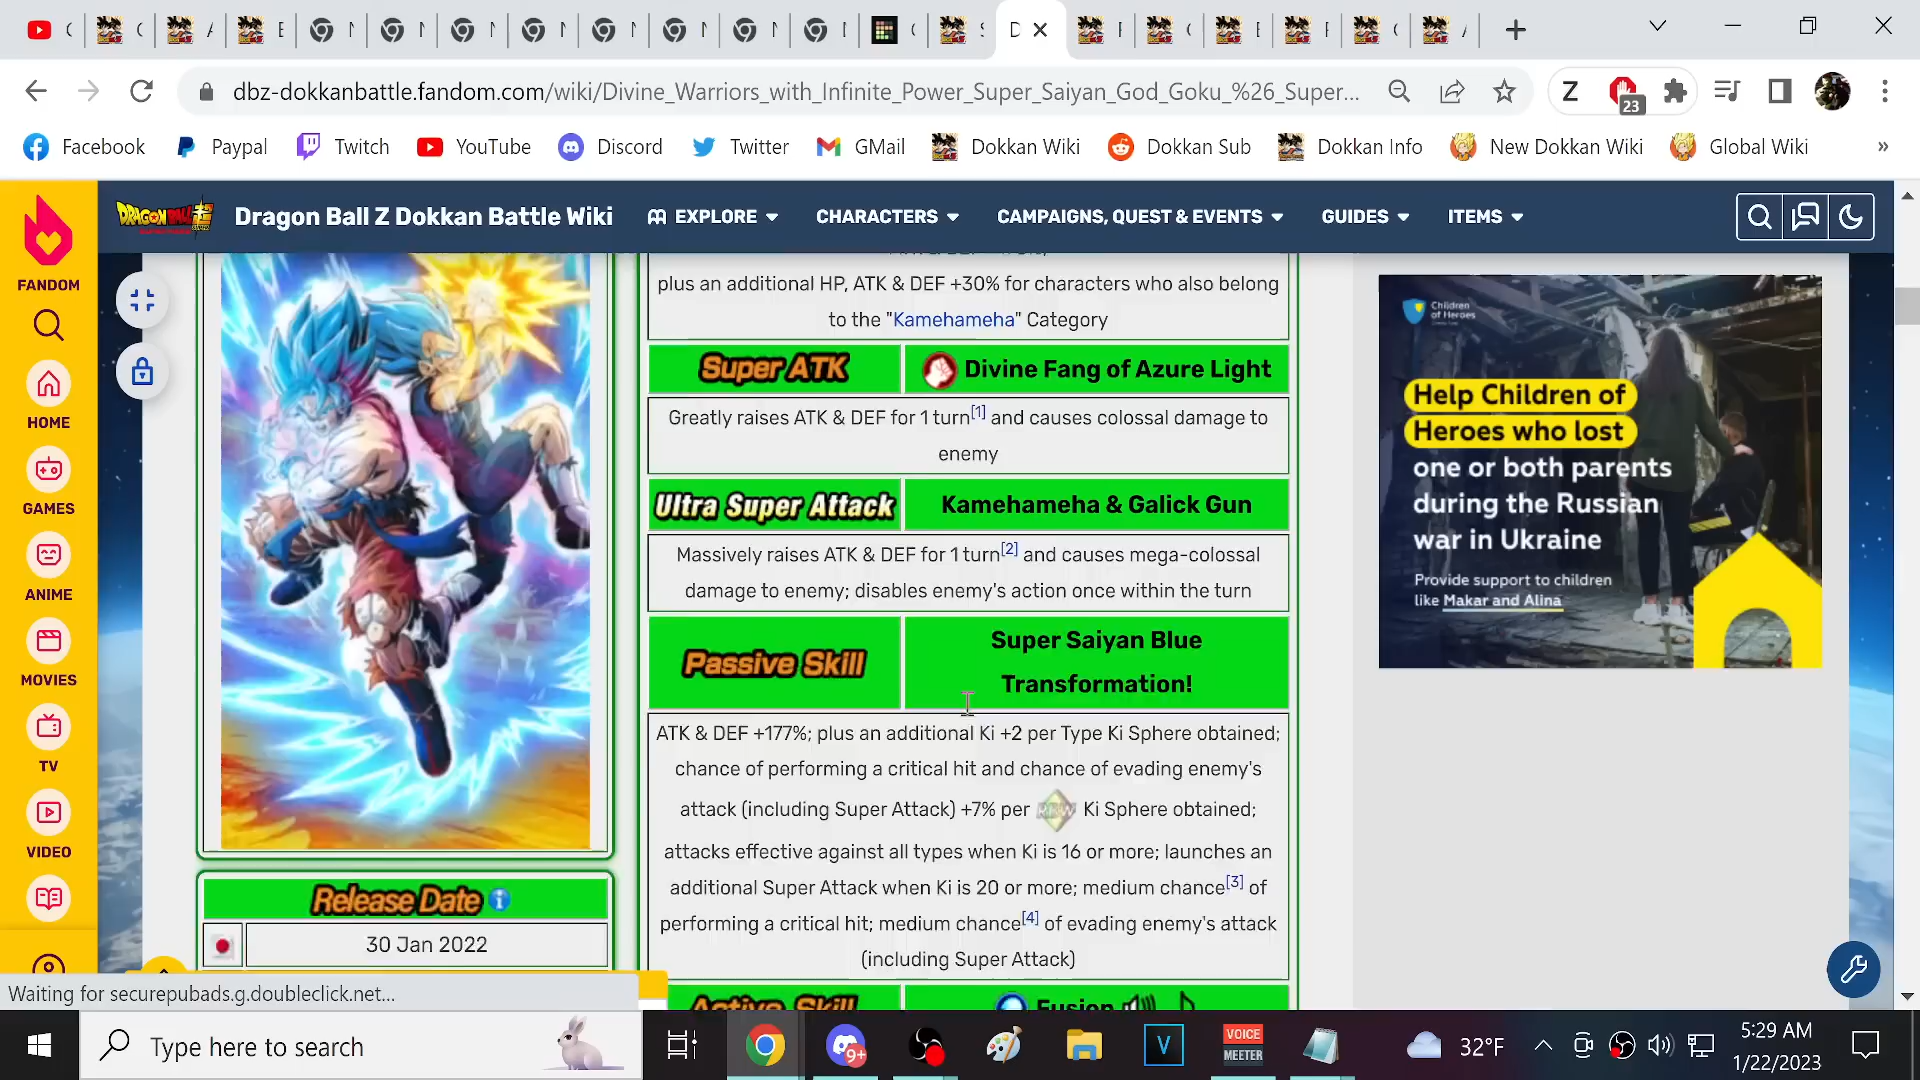 dbz-dokkanbattle.fandom.com/wiki/Divine_Warriors_with_Infinite_Power_Super_Saiyan_God_Goku_%26_Super...
23
Facebook Paypal Twitch YouTube Discord Twitter GMail Dokkan Wiki Dokkan Sub Dokkan Info New Dokkan Wiki Global Wiki »
Dragon Ball Z Dokkan Battle Wiki EXPLORE CHARACTERS CAMPAIGNS, QUEST & EVENTS GUIDES ITEMS
FANDOM
HOME
GAMES
ANIME
MOVIES
TV
VIDEO
plus an additional HP, ATK & DEF +30% for characters who also belong
to the "Kamehameha" Category
Super ATK Divine Fang of Azure Light
Greatly raises ATK & DEF for 1 turn[1] and causes colossal damage to
enemy
Ultra Super Attack Kamehameha & Galick Gun
Massively raises ATK & DEF for 1 turn[2] and causes mega-colossal
damage to enemy; disables enemy's action once within the turn
Passive Skill Super Saiyan Blue
Transformation!
ATK & DEF +177%; plus an additional Ki +2 per Type Ki Sphere obtained;
chance of performing a critical hit and chance of evading enemy's
attack (including Super Attack) +7% per Ki Sphere obtained;
attacks effective against all types when Ki is 16 or more; launches an
additional Super Attack when Ki is 20 or more; medium chance[3] of
performing a critical hit; medium chance[4] of evading enemy's attack
(including Super Attack)
Active Skill Fusion
Release Date
30 Jan 2022
Children
of Heroes
Help Children of
Heroes who lost
one or both parents
during the Russian
war in Ukraine
Provide support to children
like Makar and Alina
Waiting for securepubads.g.doubleclick.net...
Type here to search
9+
V
VOICE
MEETER
32°F
5:29 AM
1/22/2023